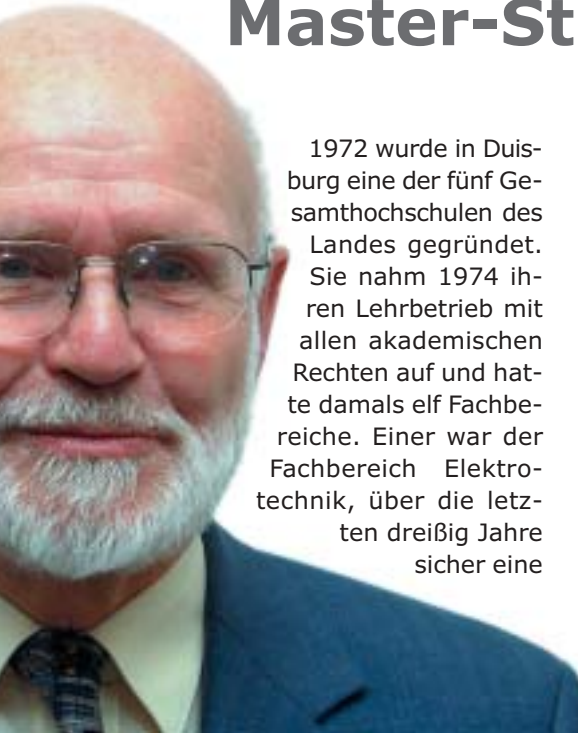 Master-St
1972 wurde in Duis-
burg eine der fünf Ge-
samthochschulen des
Landes gegründet.
Sie nahm 1974 ih-
ren Lehrbetrieb mit
allen akademischen
Rechten auf und hat-
te damals elf Fachbe-
reiche. Einer war der
Fachbereich Elektro-
technik, über die letz-
ten dreißig Jahre
sicher eine